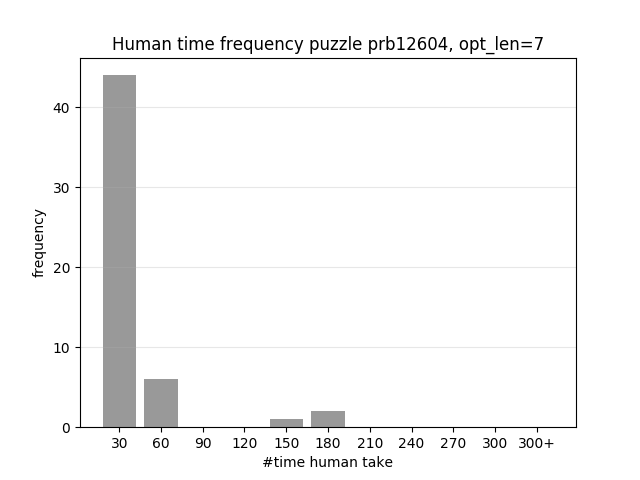 Human time frequency puzzle prb12604, opt_len=7
frequency
40
30
20
10
0
30 60 90 120 150 180 210 240 270 300 300+
#time human take